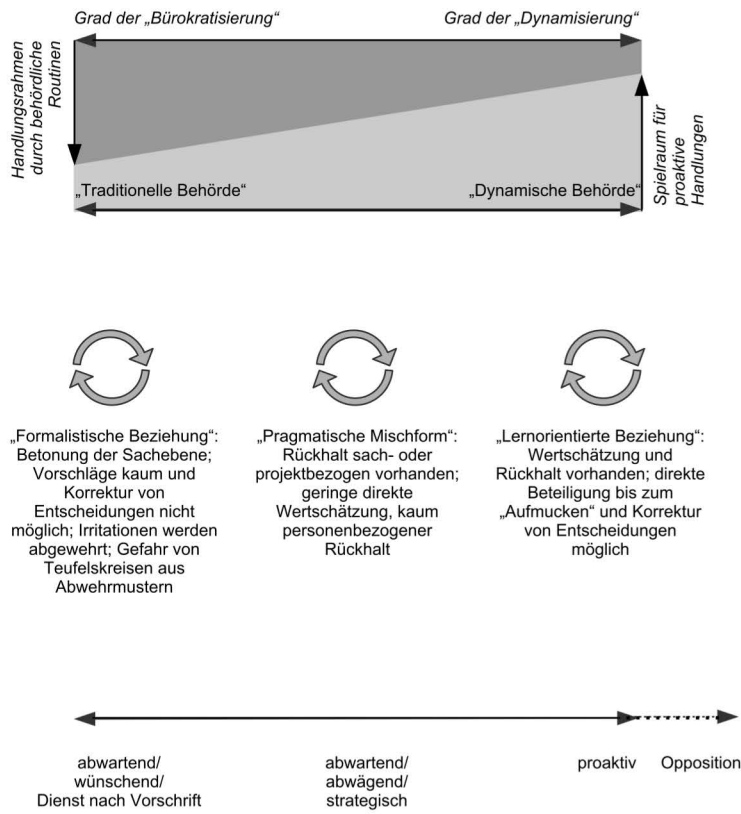 Grad der „Bürokratisierung“
Grad der „Dynamisierung“
Handlungsrahmen
durch behördliche
Routinen
„Traditionelle Behörde“
„Dynamische Behörde“
Spielraum für
proaktive
Handlungen
„Formalistische Beziehung“:
Betonung der Sachebene;
Vorschläge kaum und
Korrektur von
Entscheidungen nicht
möglich; Irritationen werden
abgewehrt; Gefahr von
Teufelskreisen aus
Abwehrmustern
„Pragmatische Mischform“:
Rückhalt sach- oder
projektbezogen vorhanden;
geringe direkte
Wertschätzung, kaum
personenbezogener
Rückhalt
„Lernorientierte Beziehung“:
Wertschätzung und
Rückhalt vorhanden; direkte
Beteiligung bis zum
„Aufmucken“ und Korrektur
von Entscheidungen
möglich
abwartend/
wünschend/
Dienst nach Vorschrift
abwartend/
abwägend/
strategisch
proaktiv
Opposition